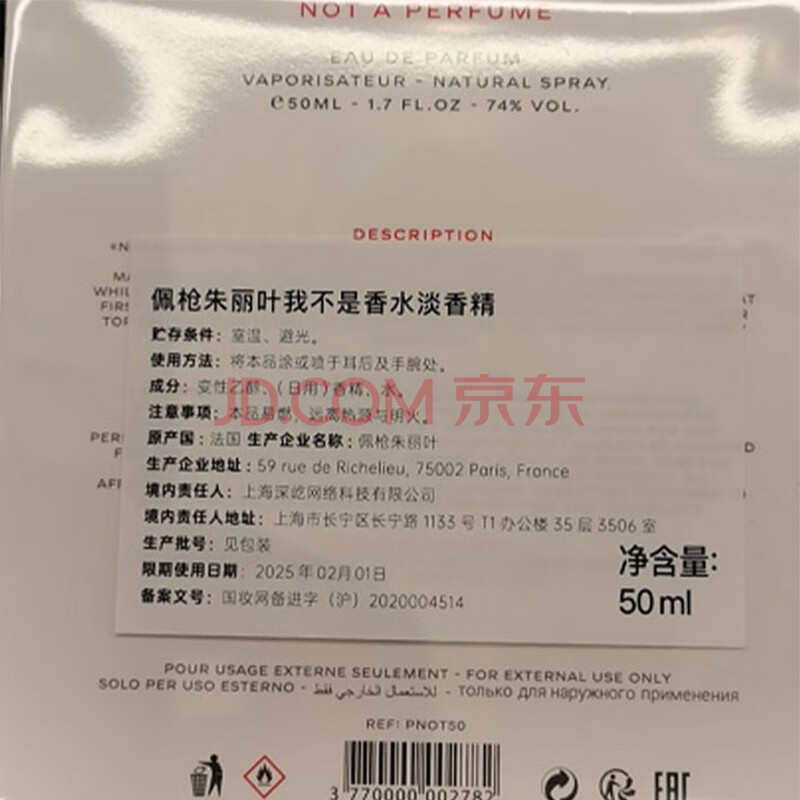 NOT A PERFUME
EAU DE PARFUM
VAPORISATEUR - NATURAL SPRAY
℮50ML - 1.7 FL.OZ - 74% VOL.
DESCRIPTION
佩枪朱丽叶我不是香水淡香精
贮存条件：室温、避光。
使用方法：将本品涂或喷于耳后及手腕处。
成分：变性乙醇、（日用）香精、水。
JD.COM 京东
注意事项：本品易燃，远离热源与明火。
原产国：法国 生产企业名称：佩枪朱丽叶
生产企业地址：59 rue de Richelieu, 75002 Paris, France
境内责任人：上海深屹网络科技有限公司
境内责任人地址：上海市长宁区长宁路 1133 号 T1 办公楼 35 层 3506 室
生产批号：见包装
限期使用日期：2025 年 02月 01日
备案文号：国妆网备进字（沪）2020004514
净含量：
50ml
POUR USAGE EXTERNE SEULEMENT - FOR EXTERNAL USE ONLY
SOLO PER USO ESTERNO - للاستعمال الخارجي فقط - только для наружного применения
REF: PNOT50
3 770000 002782
EAC